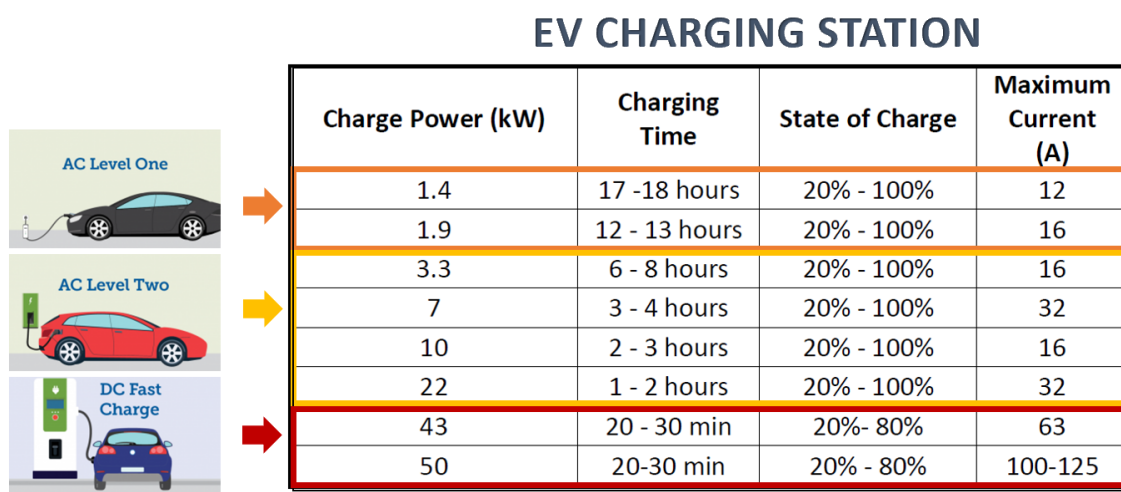 EV CHARGING STATION
Charge Power (kW)
Charging
Time
State of Charge
Maximum
Current
(A)
AC Level One
1.4 17 -18 hours 20% - 100% 12
1.9 12 - 13 hours 20% - 100% 16
AC Level Two
3.3 6 - 8 hours 20% - 100% 16
7 3 - 4 hours 20% - 100% 32
10 2 - 3 hours 20% - 100% 16
22 1 - 2 hours 20% - 100% 32
DC Fast
Charge
43 20 - 30 min 20%- 80% 63
50 20-30 min 20% - 80% 100-125